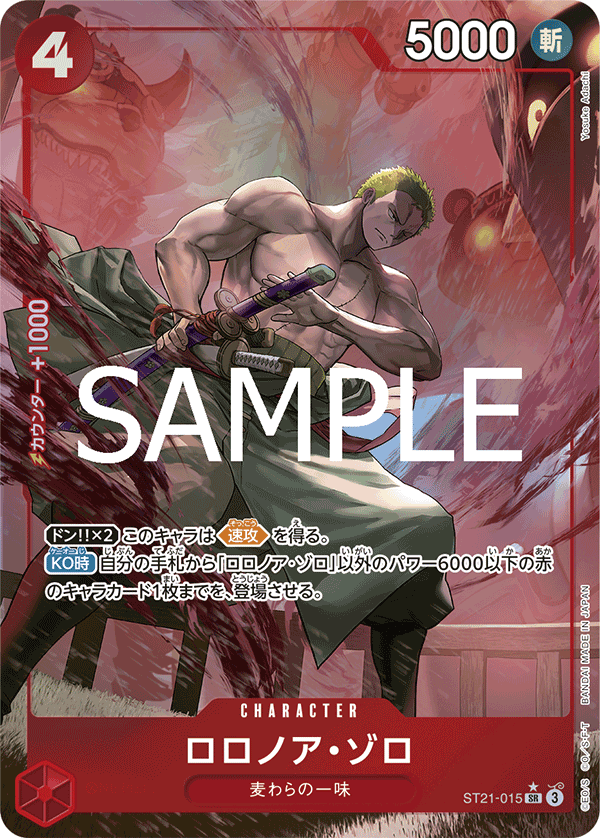 4
5000 斬
Yosuke Adachi
カウンター +1000
SAMPLE
ドン!!×2 このキャラは 速攻 を得る。
KO時 自分の手札から「ロロノア・ゾロ」以外のパワー6000以下の赤
のキャラカード1枚までを、登場させる。
CHARACTER
ロロノア・ゾロ
麦わらの一味
ST21-015 SR 3
©E.O/S ©O/S・F・T BANDAI MADE IN JAPAN